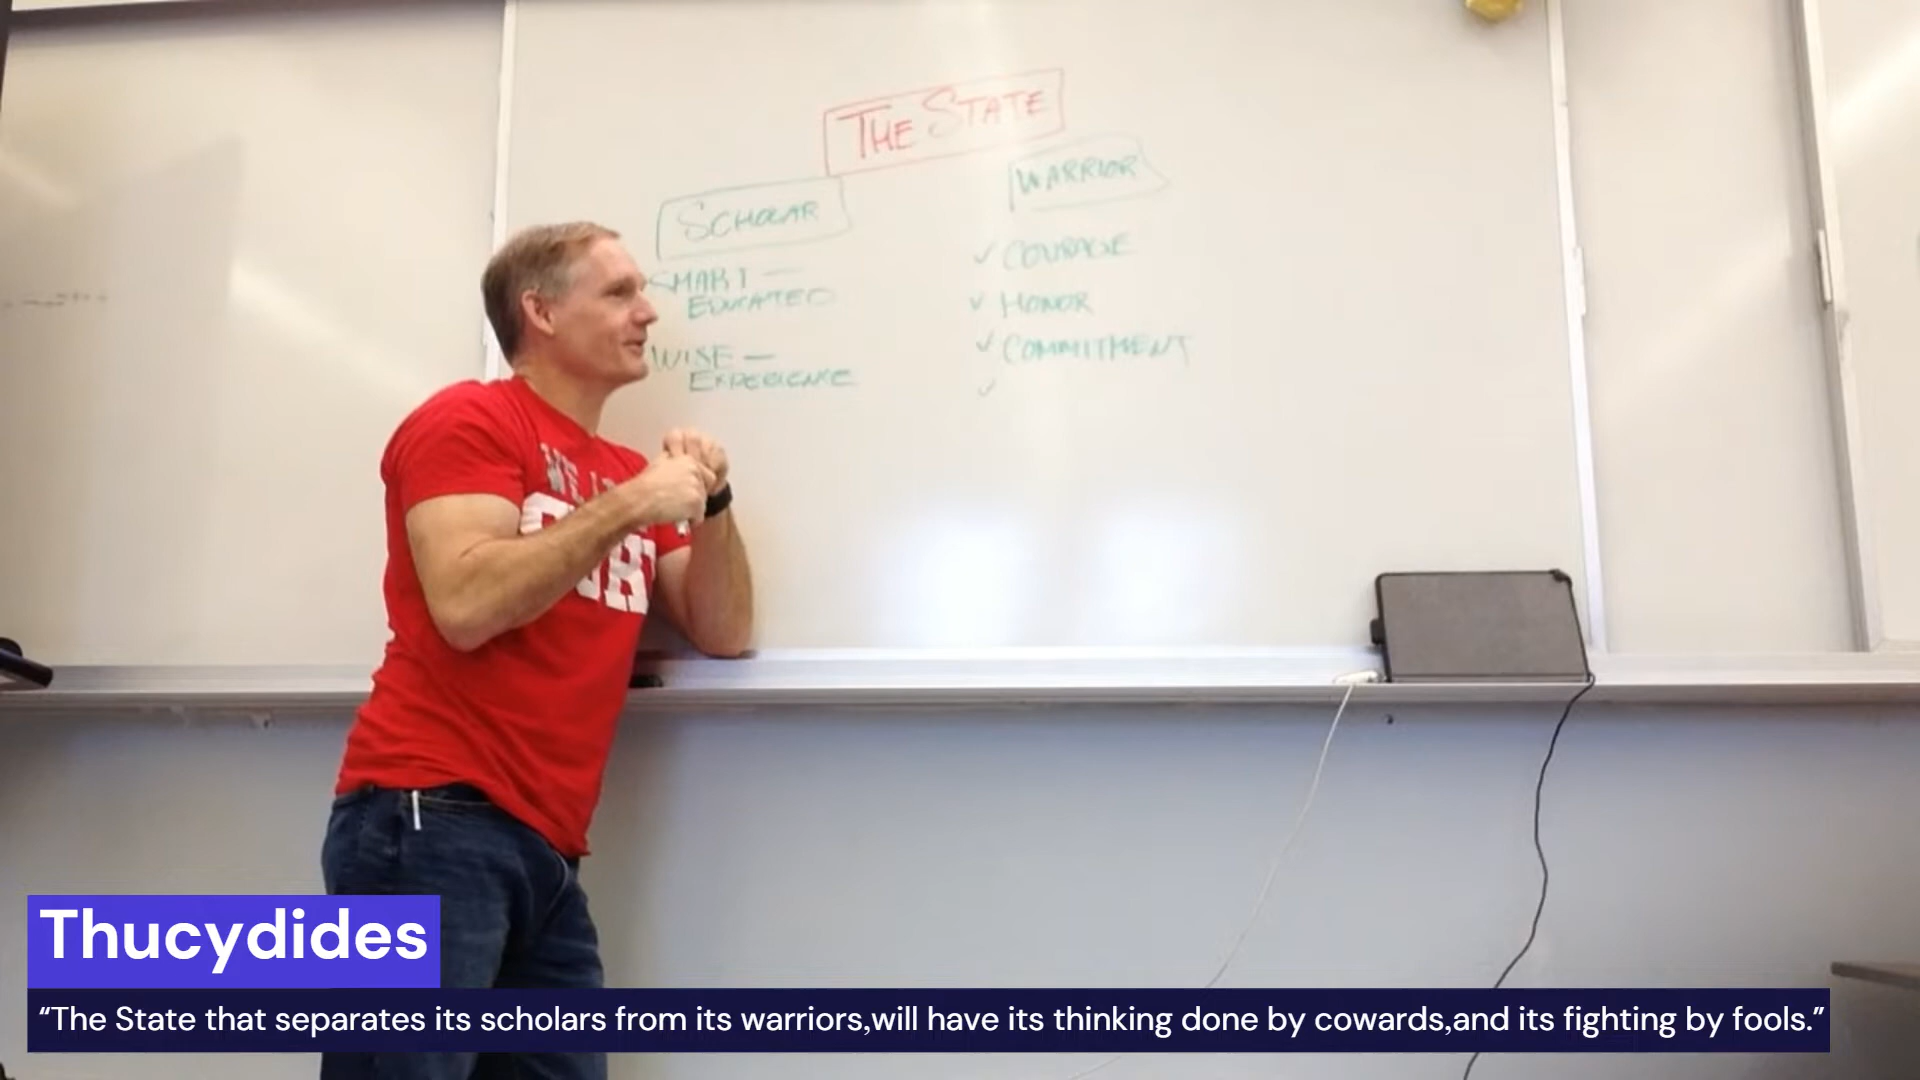 THE STATE
SCHOLAR
SMART —
EDUCATED
WISE —
EXPERIENCE
WARRIOR
✓ COURAGE
✓ HONOR
✓ COMMITMENT
✓
WE
Thucydides
“The State that separates its scholars from its warriors,will have its thinking done by cowards,and its fighting by fools.”